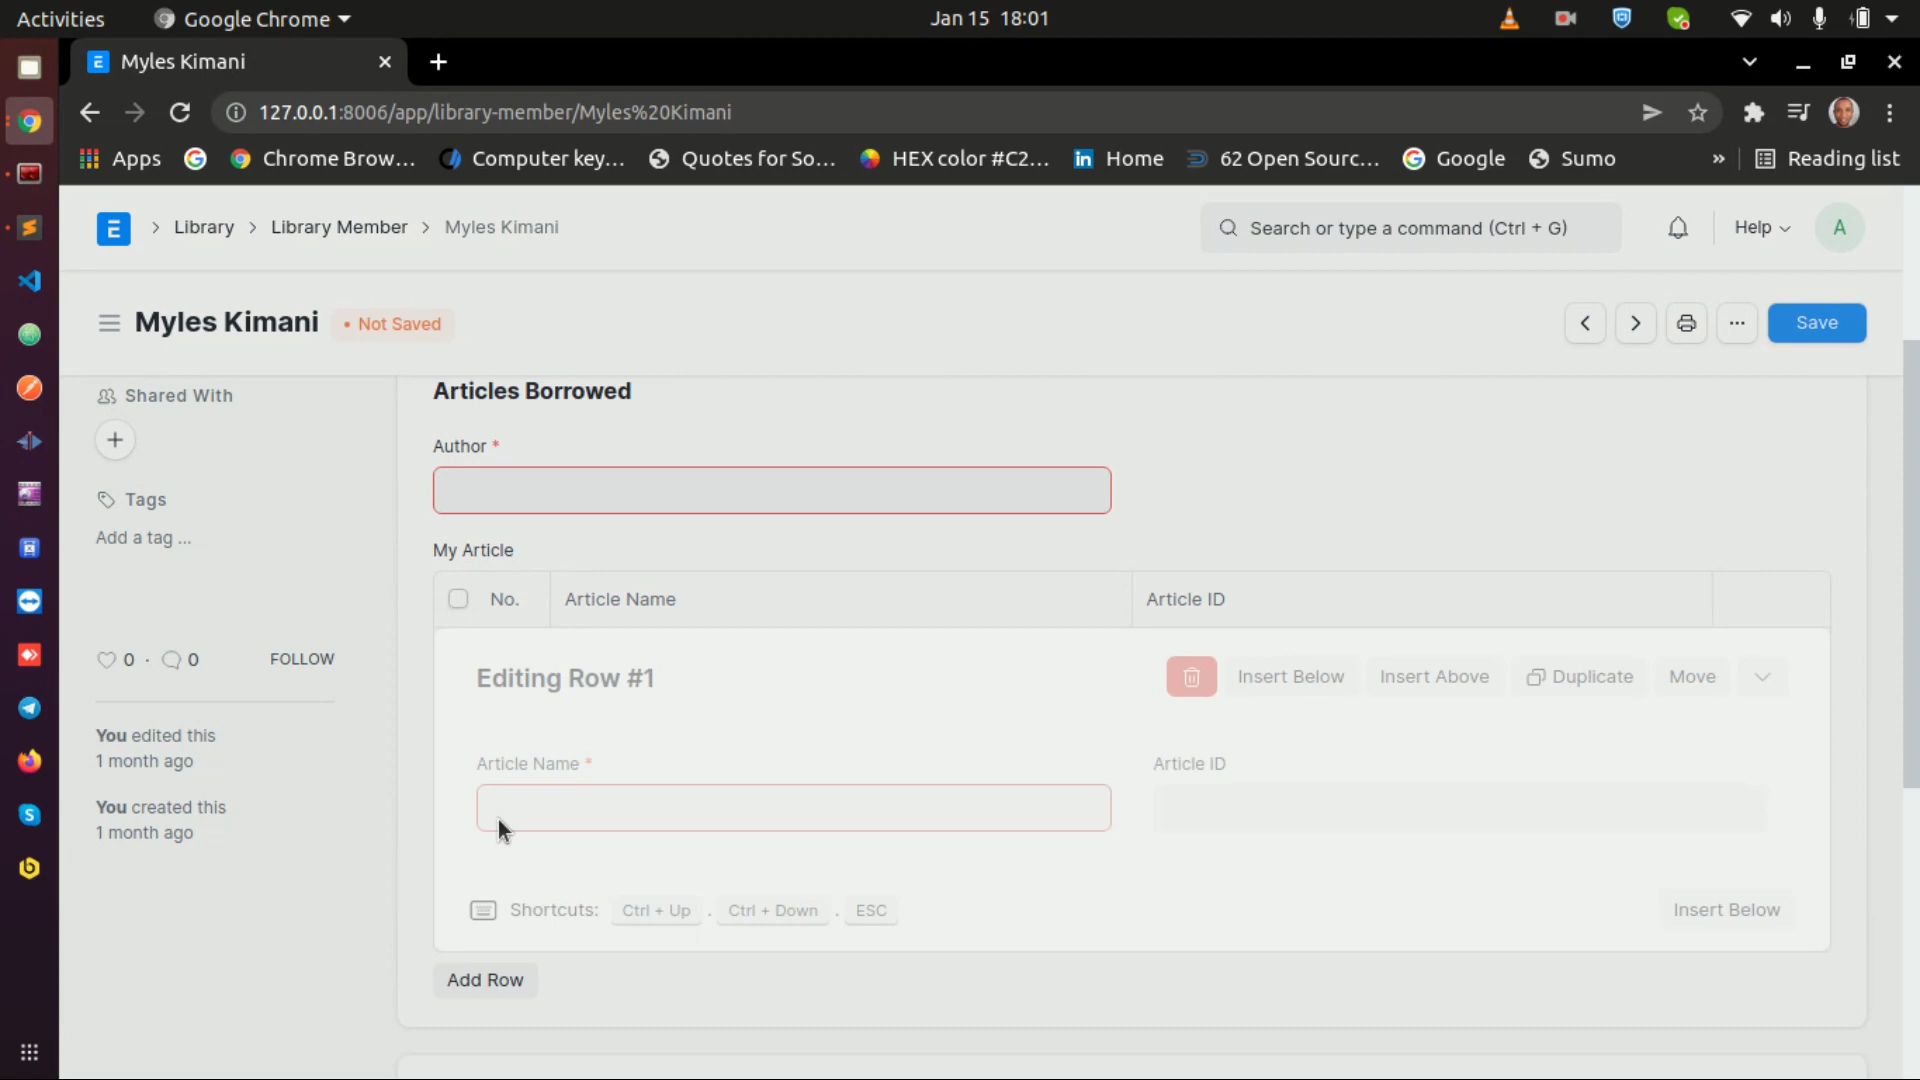 Activities
Google Chrome
Jan 15 18:01
Myles Kimani
127.0.0.1:8006/app/library-member/Myles%20Kimani
Apps
Chrome Brow...
Computer key...
Quotes for So...
HEX color #C2...
in Home
62 Open Sourc...
Google
Sumo
»
Reading list
E
Library
Library Member
Myles Kimani
Search or type a command (Ctrl + G)
Help
A
Myles Kimani
• Not Saved
Save
Shared With
Tags
Add a tag ...
0 · 0
FOLLOW
You edited this
1 month ago
You created this
1 month ago
Articles Borrowed
Author *
My Article
No.
Article Name
Article ID
Editing Row #1
Insert Below
Insert Above
Duplicate
Move
Article Name *
Article ID
Shortcuts: Ctrl + Up . Ctrl + Down . ESC
Insert Below
Add Row